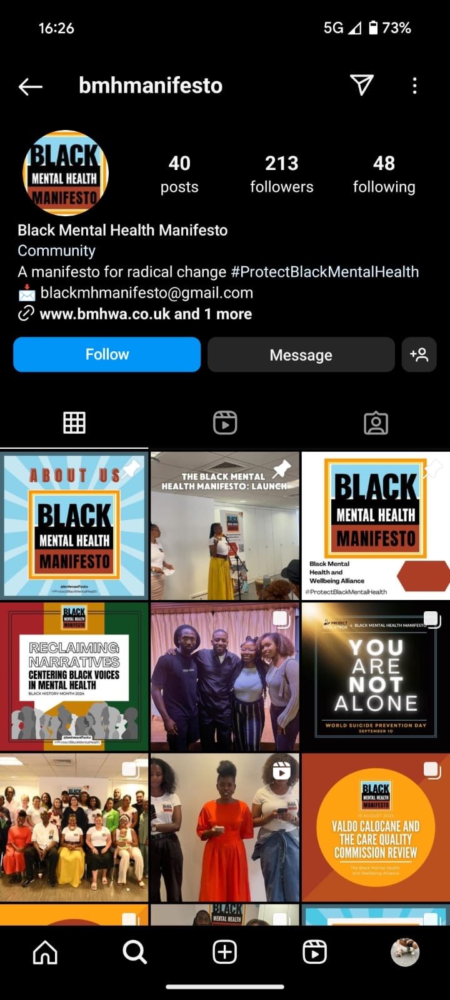 16:26
5G
73%
bmhmanifesto
BLACK
MENTAL HEALTH
MANIFESTO
40
posts
213
followers
48
following
Black Mental Health Manifesto
Community
A manifesto for radical change #ProtectBlackMentalHealth
blackmhmanifesto@gmail.com
www.bmhwa.co.uk and 1 more
Follow
Message
ABOUT US
BLACK
MENTAL HEALTH
MANIFESTO
@bmhmanifesto
#ProtectBlackMentalHealth
THE BLACK MENTAL
HEALTH MANIFESTO: LAUNCH
BLACK
MENTAL HEALTH
MANIFESTO
Black Mental
Health and
Wellbeing Alliance
#ProtectBlackMentalHealth
BLACK
MENTAL HEALTH
MANIFESTO
RECLAIMING
NARRATIVES
CENTERING BLACK VOICES
IN MENTAL HEALTH
BLACK HISTORY MONTH 2024
@bmhmanifesto
#ProtectBlackMentalHealth
PROJECT
x BLACK MENTAL HEALTH MANIFESTO
YOU
ARE
NOT
ALONE
WORLD SUICIDE PREVENTION DAY
SEPTEMBER 10
BLACK
MENTAL HEALTH
MANIFESTO
15 AUGUST 2024
VALDO CALOCANE AND
THE CARE QUALITY
COMMISSION REVIEW
The Black Mental Health
and Wellbeing Alliance
BLACK
MENTAL HEALTH